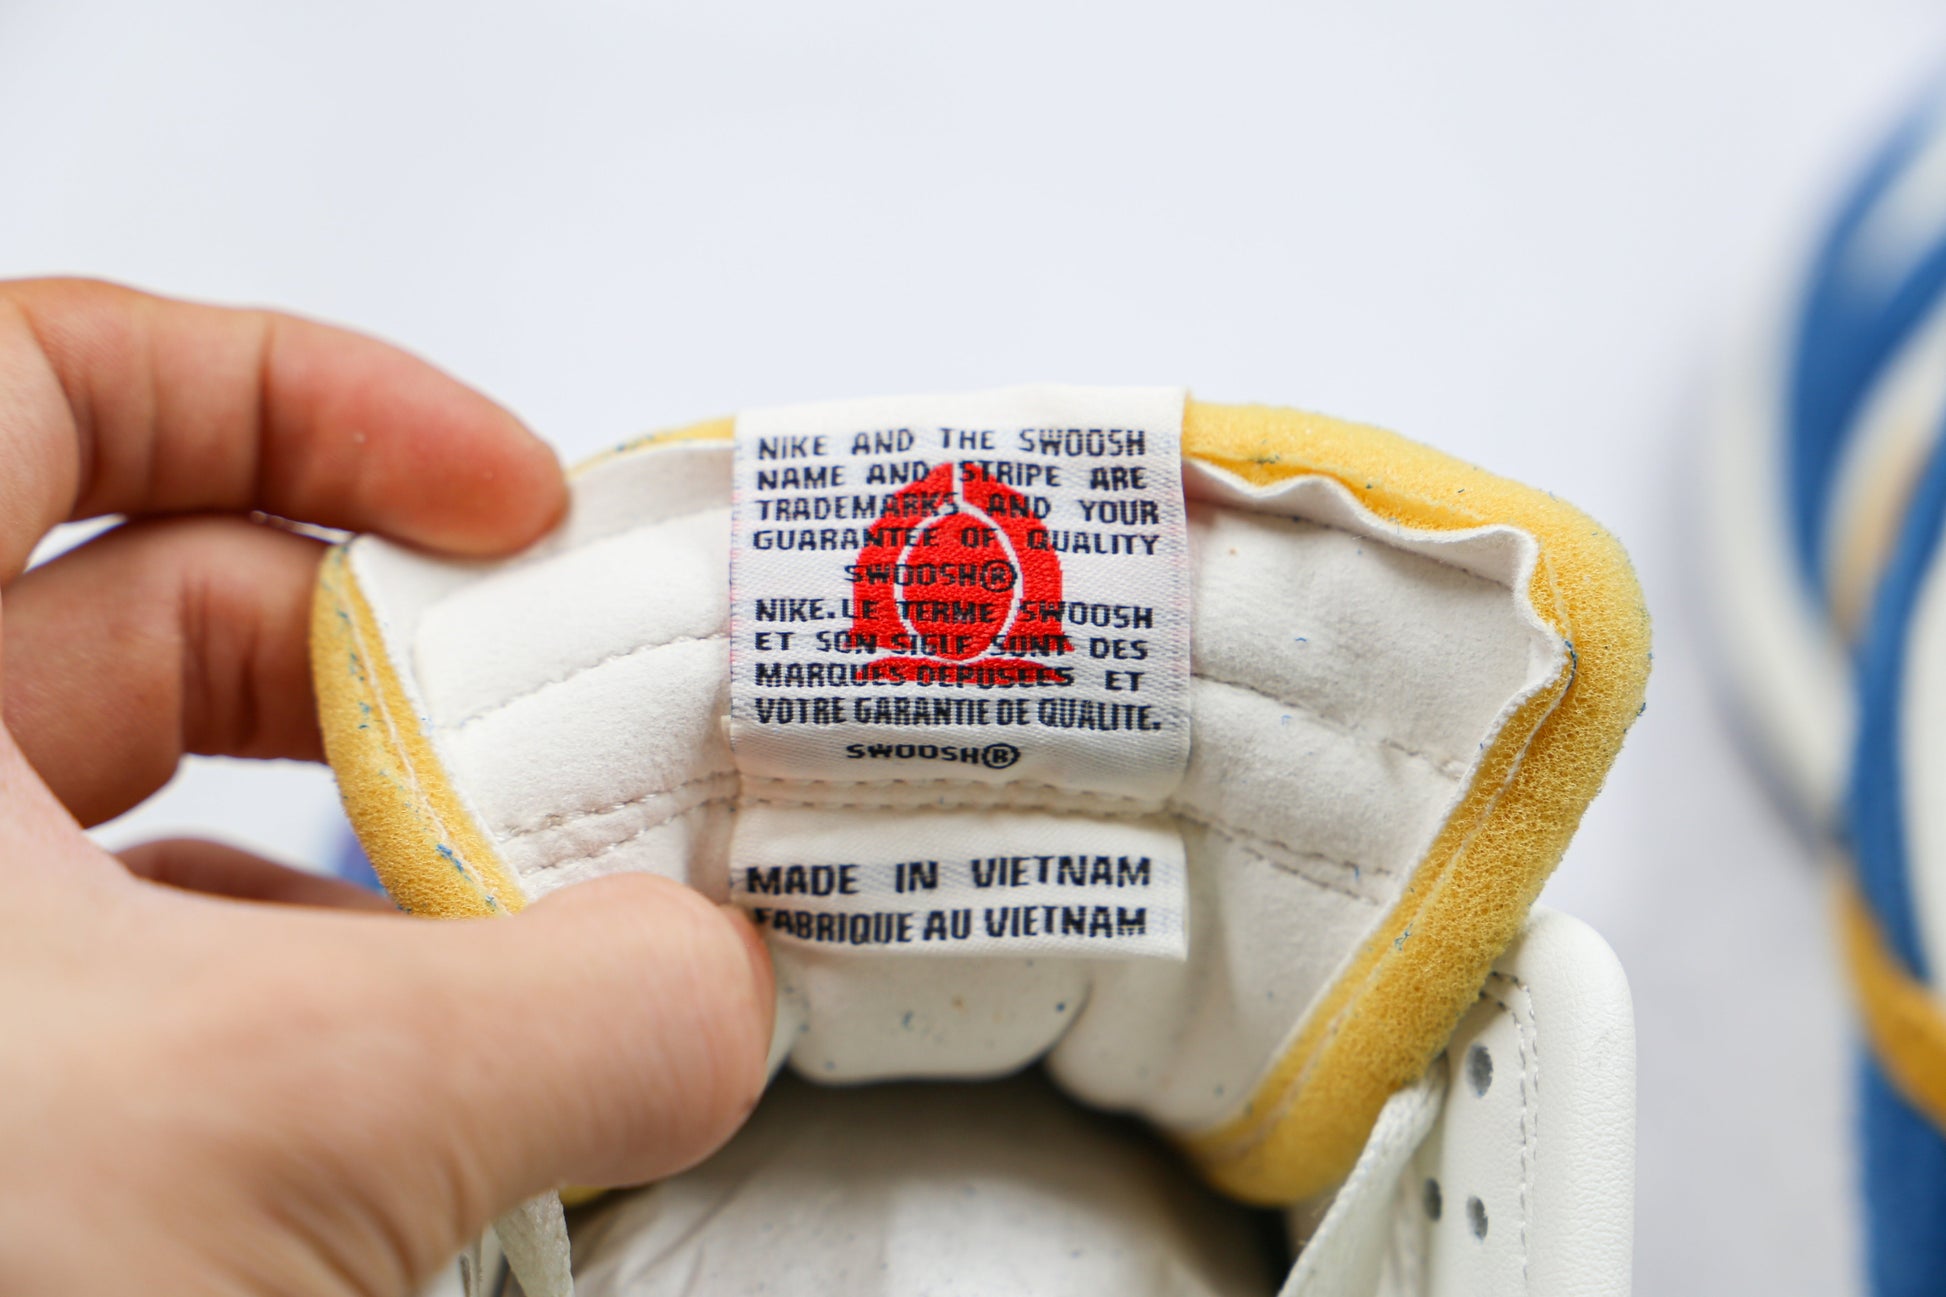 NIKE AND THE SWOOSH
NAME AND STRIPE ARE
TRADEMARKS AND YOUR
GUARANTEE OF QUALITY
SWOOSH®
NIKE. LE TERME SWOOSH
ET SON SIGLE SONT DES
MARQUES DEPOSEES ET
VOTRE GARANTIE DE QUALITE.
SWOOSH®
MADE IN VIETNAM
FABRIQUE AU VIETNAM